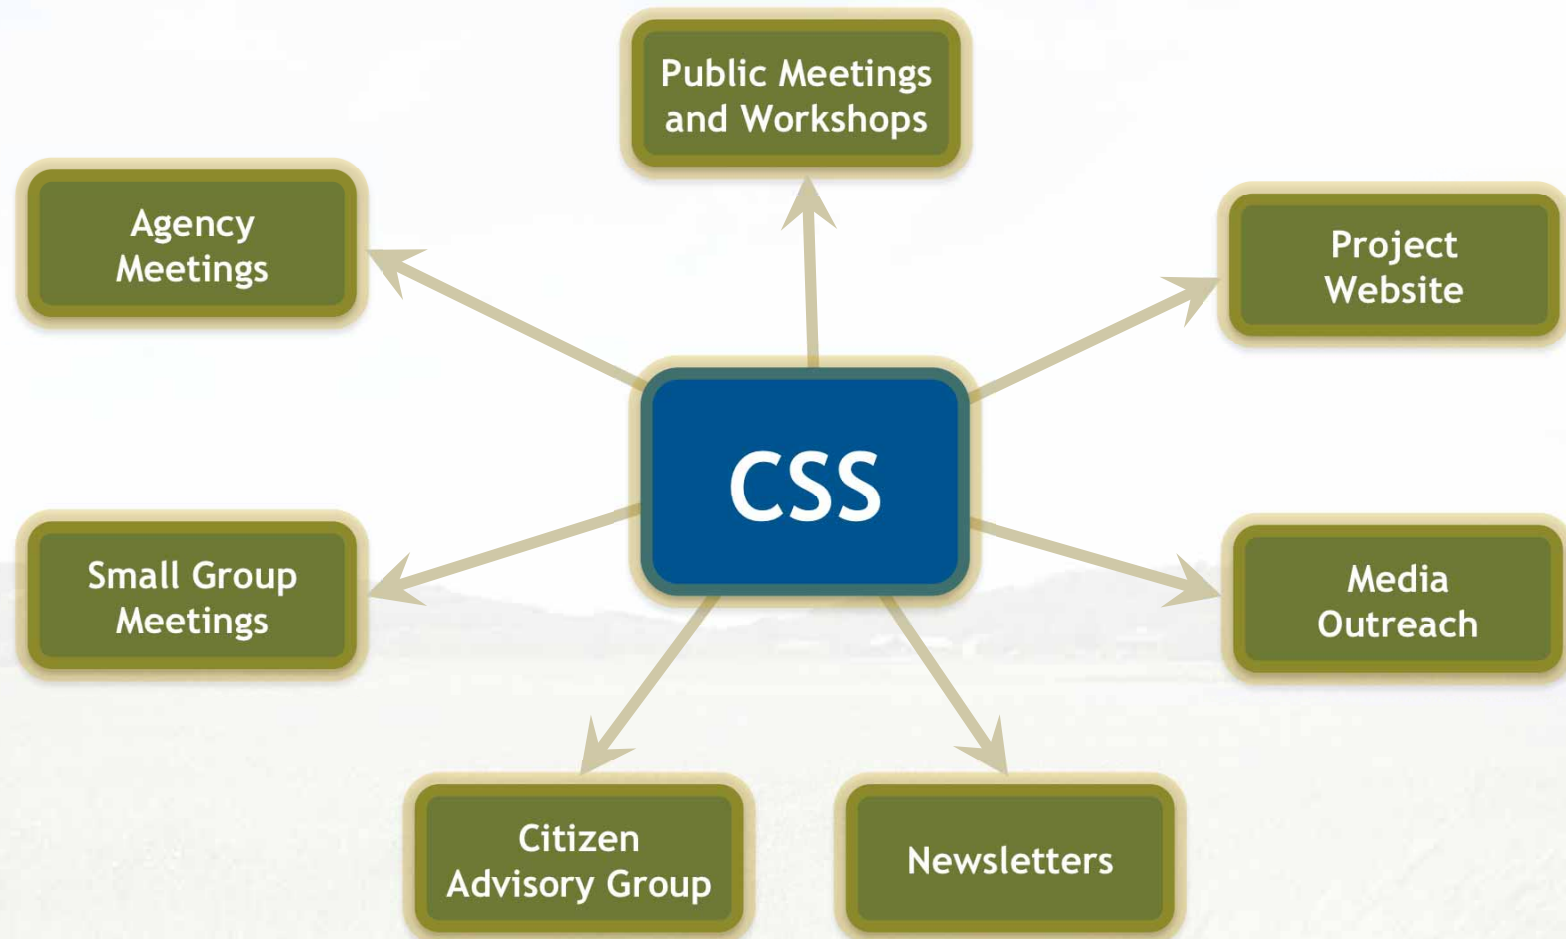 Public Meetings
and Workshops
Agency
Meetings
Project
Website
CSS
Small Group
Meetings
Media
Outreach
Citizen
Advisory Group
Newsletters